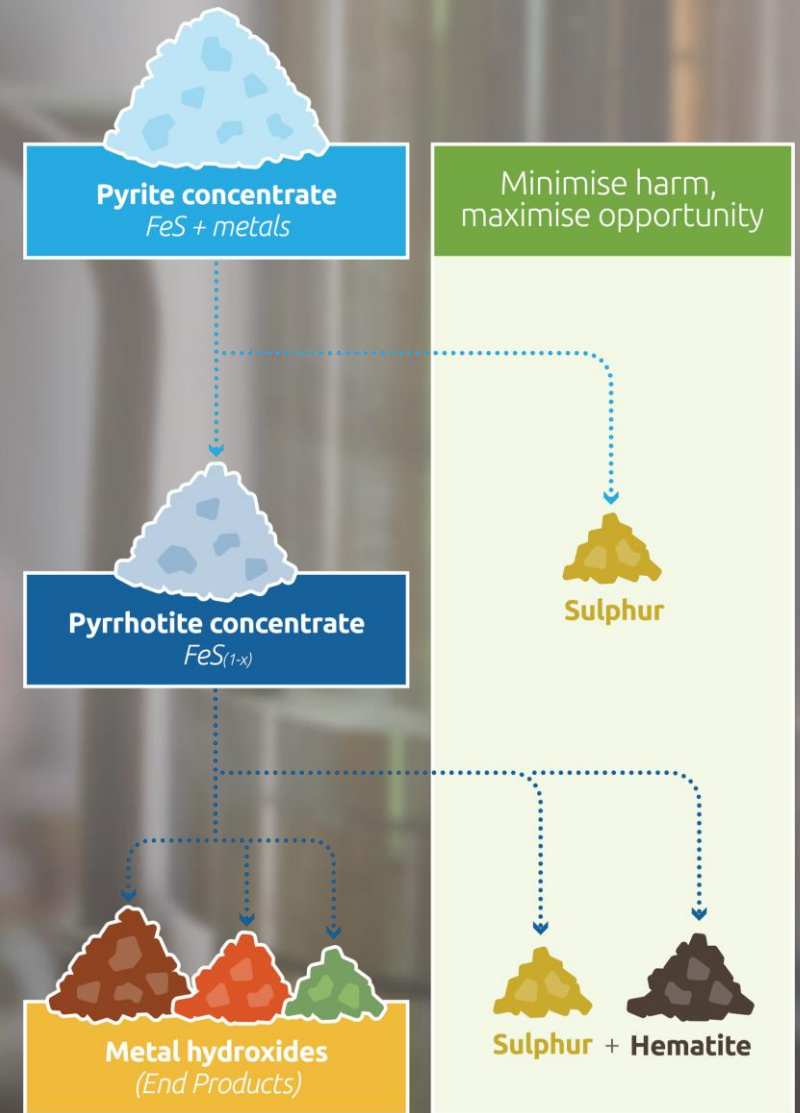 Pyrite concentrate
FeS + metals
Minimise harm,
maximise opportunity
Pyrrhotite concentrate
FeS(1-x)
Sulphur
Metal hydroxides
(End Products)
Sulphur + Hematite